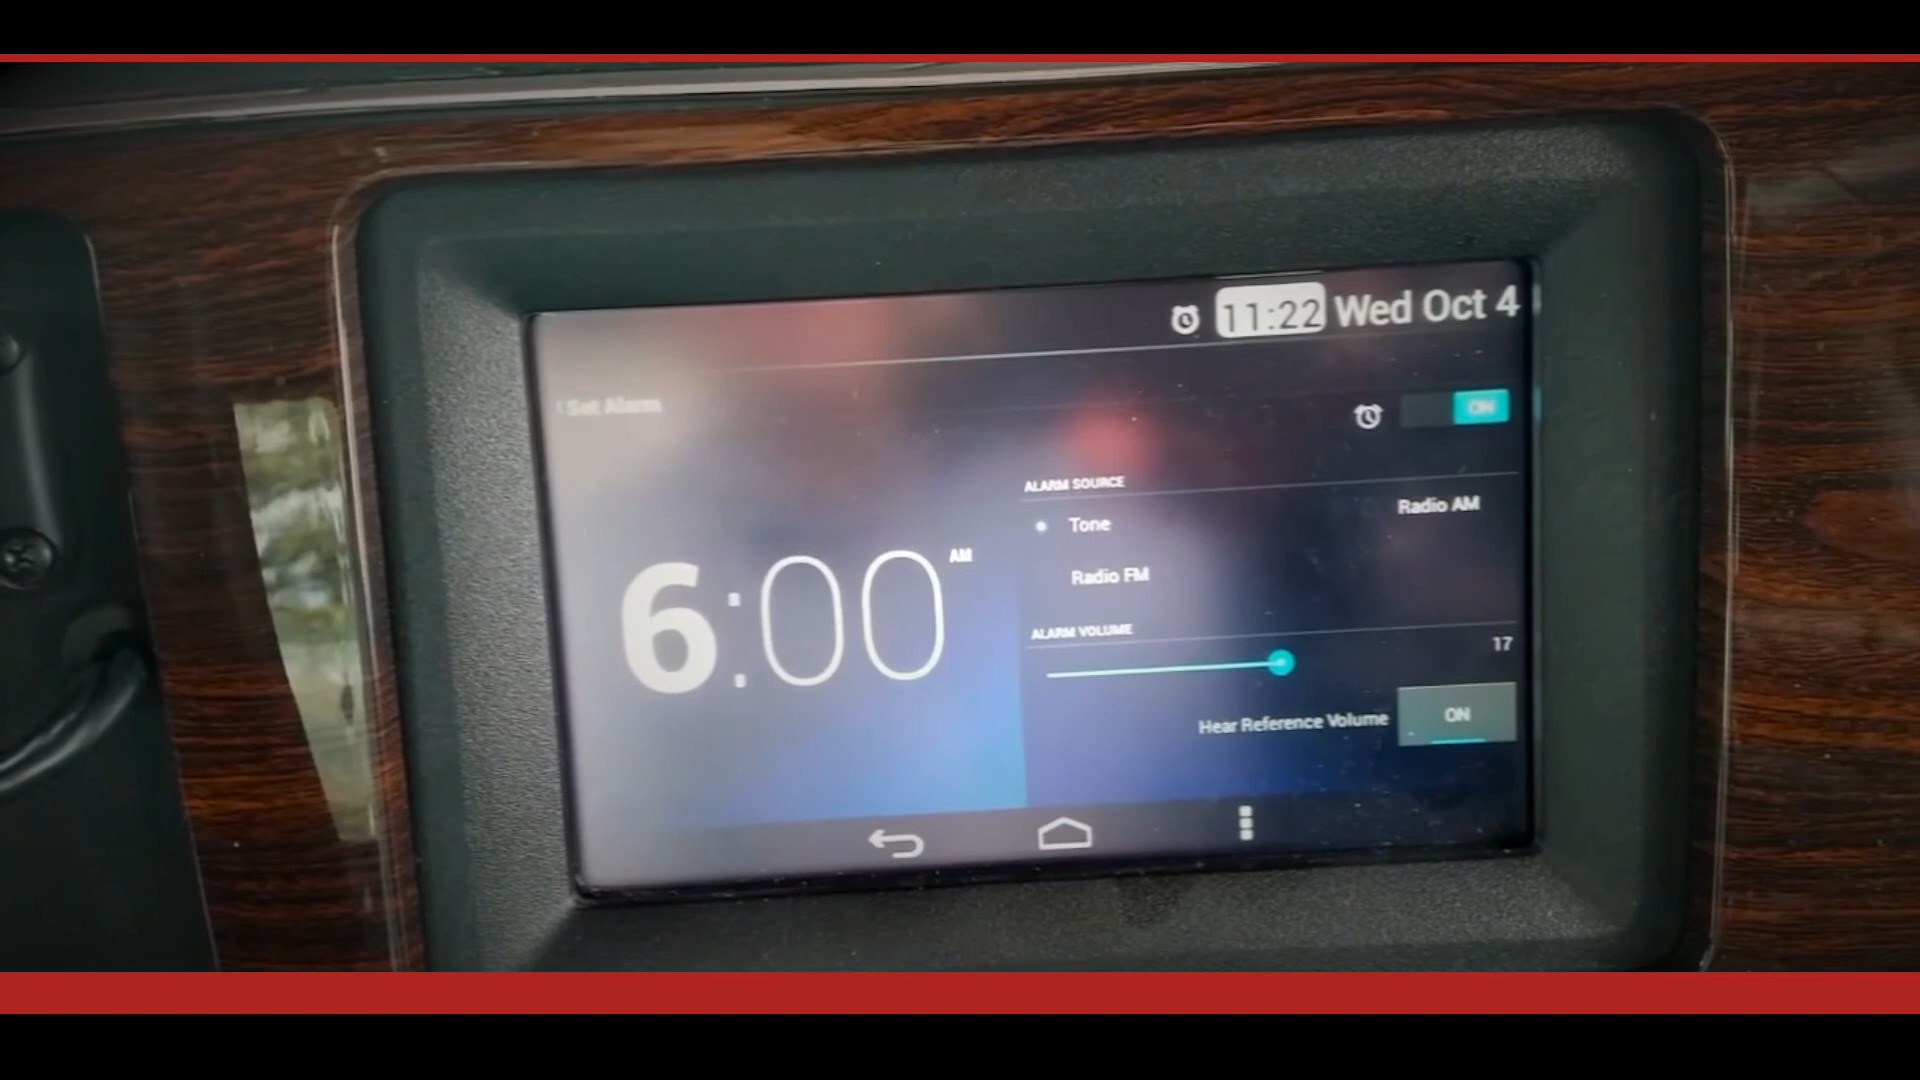 11:22 Wed Oct 4
Set Alarm
ON
ALARM SOURCE
Tone
Radio AM
Radio FM
6:00 AM
ALARM VOLUME
17
Hear Reference Volume
ON